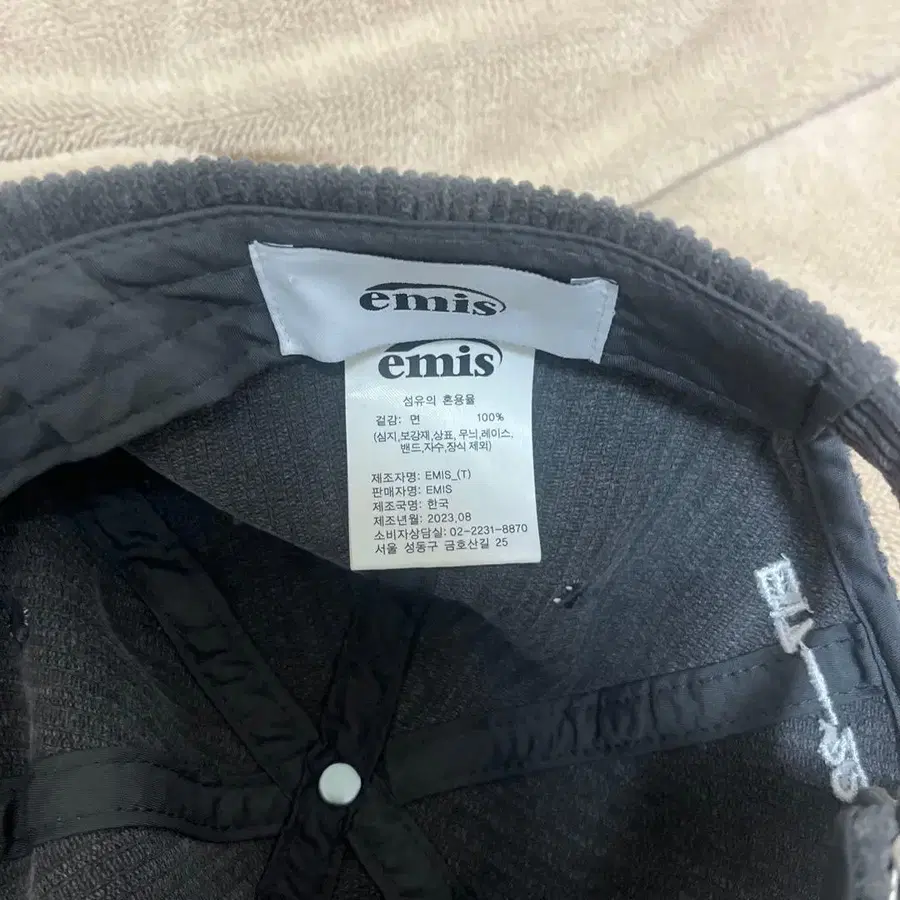 emis
emis
섬유의 혼용율
겉감: 면 100%
(심지,보강재,상표, 무늬,레이스,
밴드,자수,장식 제외)
제조자명: EMIS_(T)
판매자명: EMIS
제조국명: 한국
제조년월: 2023,08
소비자상담실: 02-2231-8870
서울 성동구 금호산길 25